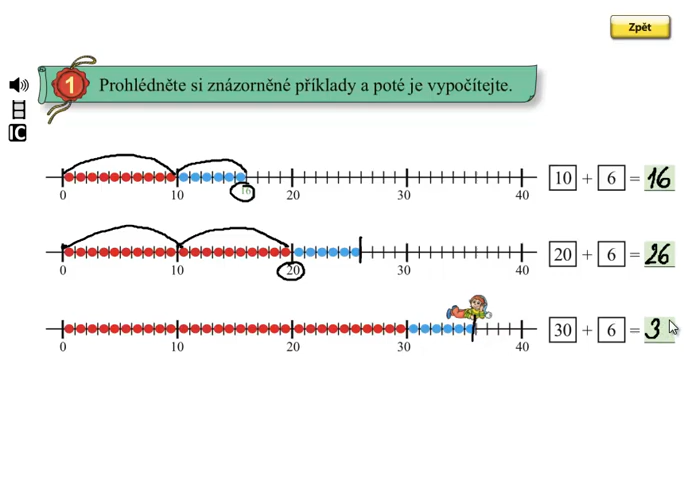 Zpět
1 Prohlédněte si znázorněné příklady a poté je vypočítejte.
IC
0 10 16 20 30 40 10 + 6 = 16
0 10 20 30 40 20 + 6 = 26
0 10 20 30 40 30 + 6 = 3